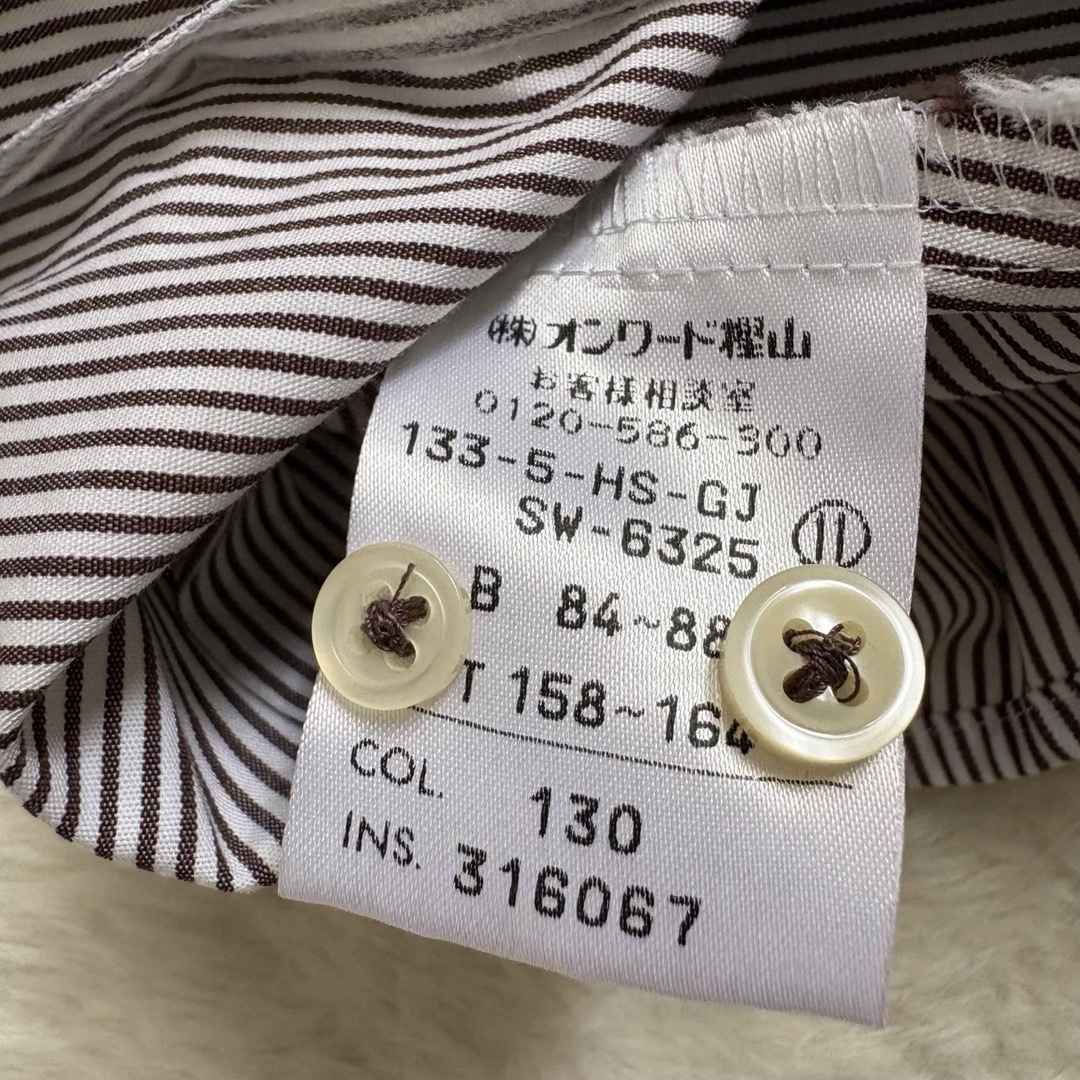 (株)オンワード樫山
お客様相談室
0120-586-300
133-5-HS-GJ
SW-6325 11
B 84~88
T 158~164
COL. 130
INS. 316067